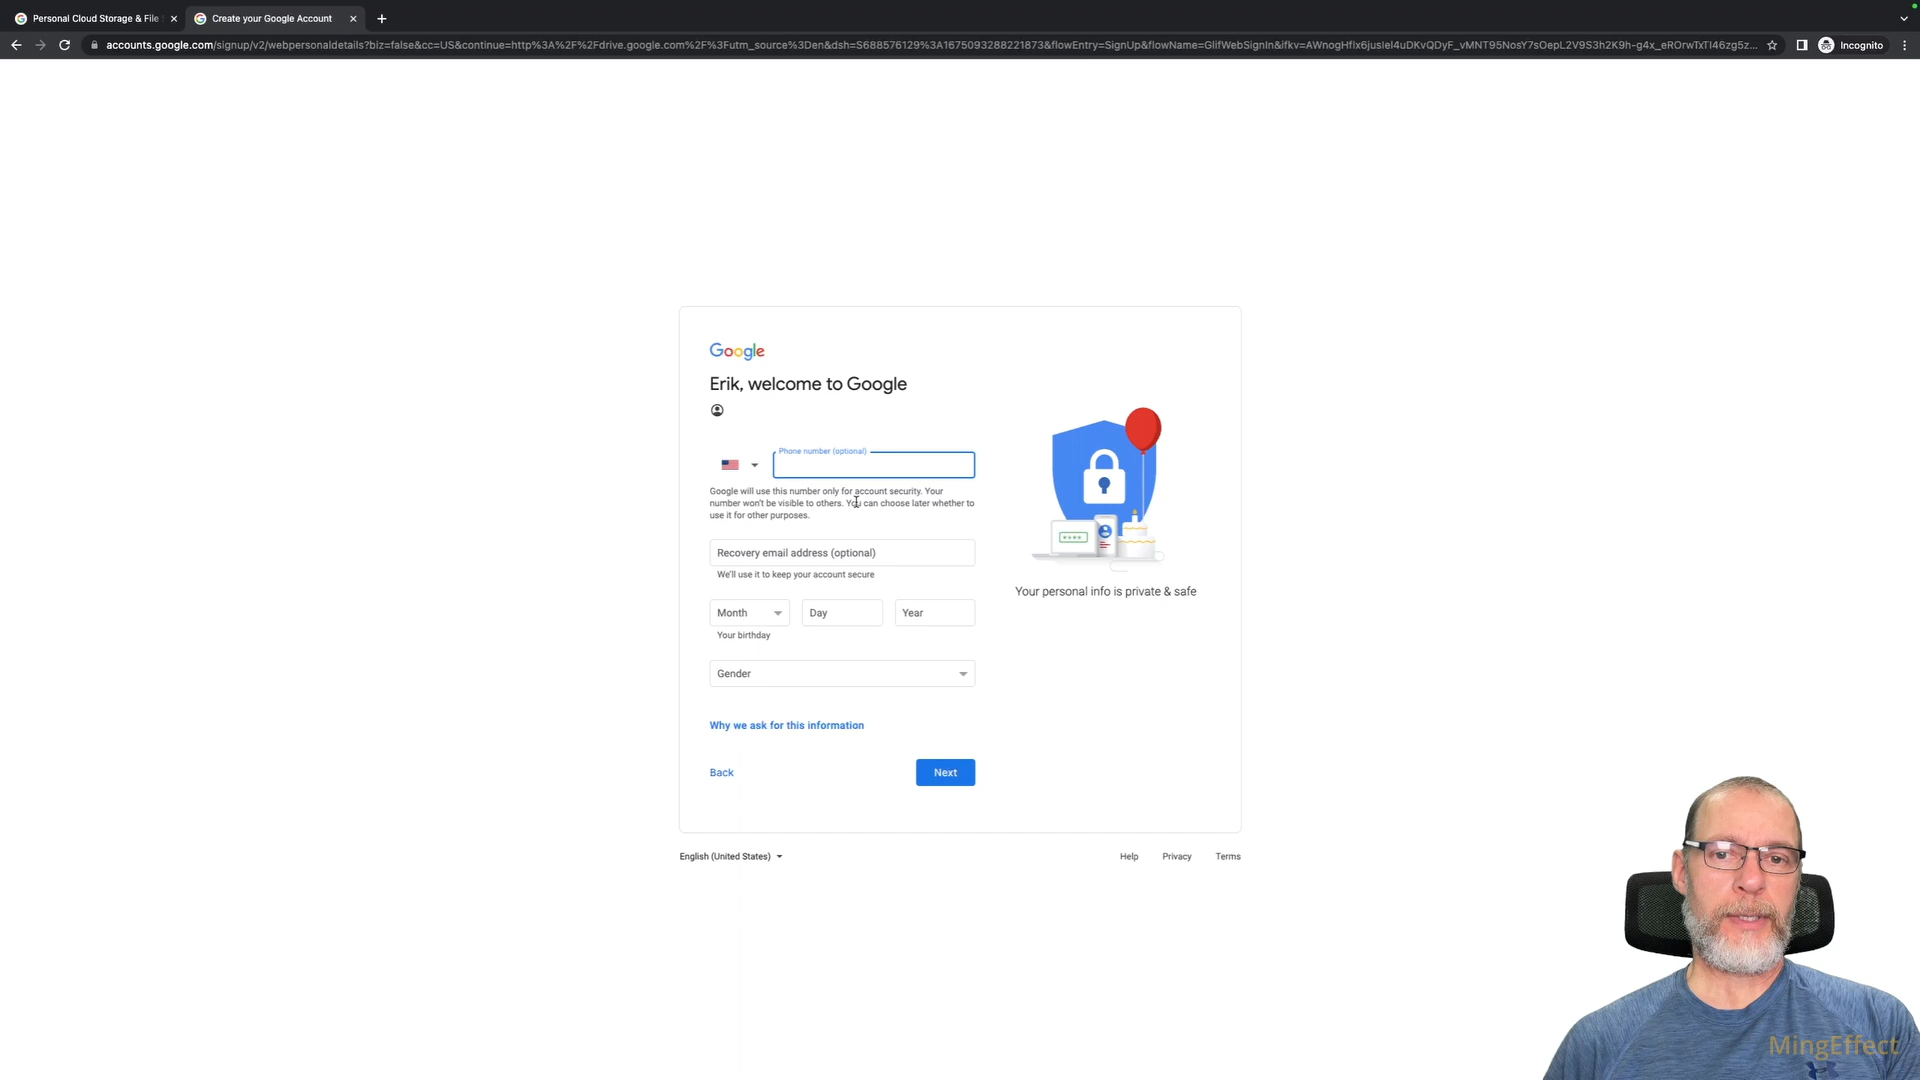 Personal Cloud Storage & File
Create your Google Account
accounts.google.com/signup/v2/webpersonaldetails?biz=false&cc=US&continue=http%3A%2F%2Fdrive.google.com%2F%3Futm_source%3Den&dsh=S688576129%3A1675093288221873&flowEntry=SignUp&flowName=GlifWebSignIn&ifkv=
Incognito
Google
Erik, welcome to Google
Phone number (optional)
Google will use this number only for account security. Your
number won't be visible to others. You can choose later whether to
use it for other purposes.
Recovery email address (optional)
We'll use it to keep your account secure
Month Day Year
Your birthday
Gender
Why we ask for this information
Back Next
Your personal info is private & safe
English (United States)
Help Privacy Terms
MingEffect